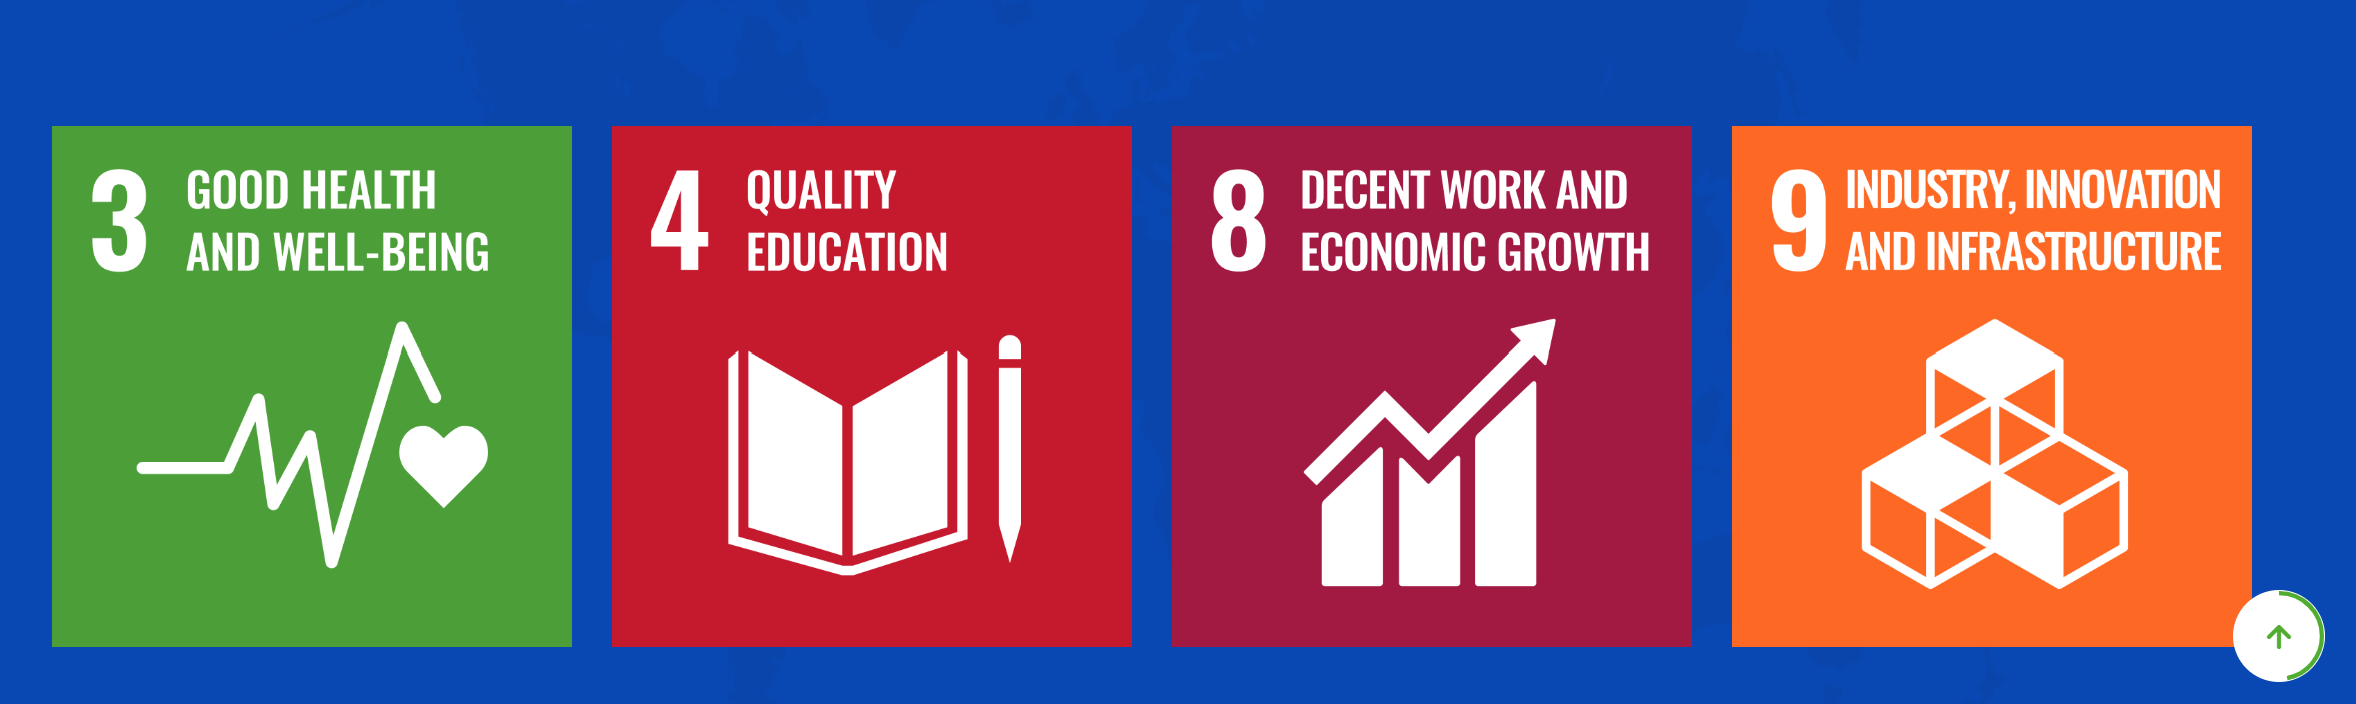 3
GOOD HEALTH
AND WELL-BEING
4
QUALITY
EDUCATION
8
DECENT WORK AND
ECONOMIC GROWTH
9
INDUSTRY, INNOVATION
AND INFRASTRUCTURE